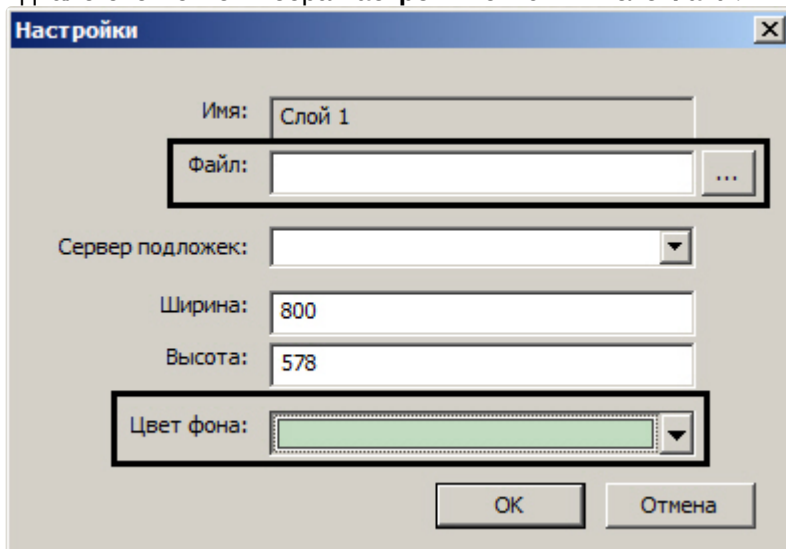 Настройки
Имя: Слой 1
Файл: ...
Сервер подложек:
Ширина: 800
Высота: 578
Цвет фона:
OK Отмена